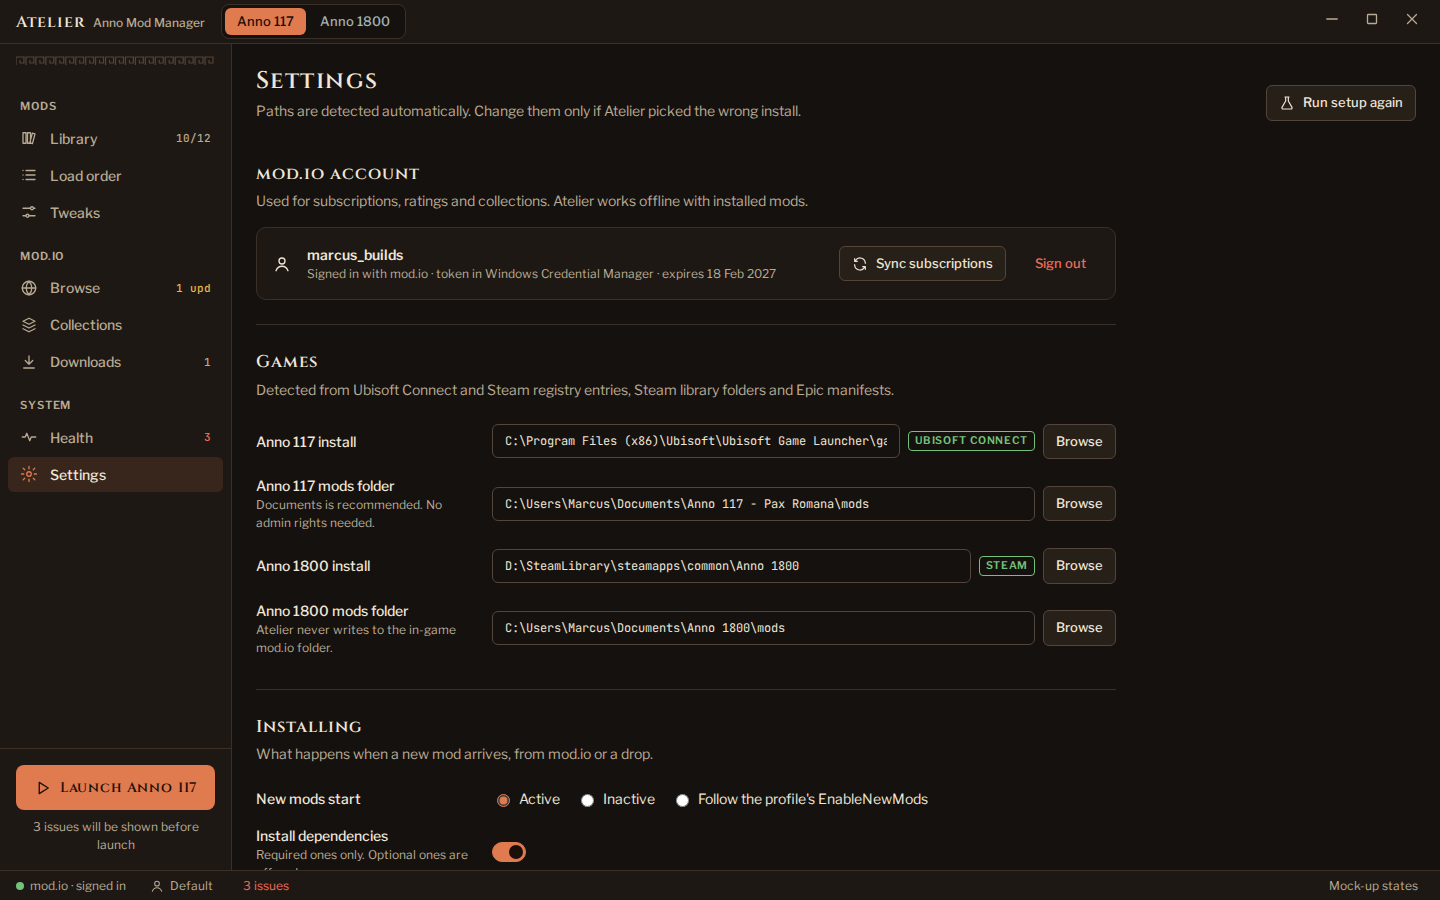 ATELIER Anno Mod Manager
Anno 117
Anno 1800
MODS
Library 10/12
Load order
Tweaks
MOD.IO
Browse 1 upd
Collections
Downloads 1
SYSTEM
Health 3
Settings
LAUNCH ANNO 117
3 issues will be shown before
launch
SETTINGS
Paths are detected automatically. Change them only if Atelier picked the wrong install.
Run setup again
MOD.IO ACCOUNT
Used for subscriptions, ratings and collections. Atelier works offline with installed mods.
marcus_builds
Signed in with mod.io · token in Windows Credential Manager · expires 18 Feb 2027
Sync subscriptions
Sign out
GAMES
Detected from Ubisoft Connect and Steam registry entries, Steam library folders and Epic manifests.
Anno 117 install
C:\Program Files (x86)\Ubisoft\Ubisoft Game Launcher\ga
UBISOFT CONNECT
Browse
Anno 117 mods folder
Documents is recommended. No
admin rights needed.
C:\Users\Marcus\Documents\Anno 117 - Pax Romana\mods
Browse
Anno 1800 install
D:\SteamLibrary\steamapps\common\Anno 1800
STEAM
Browse
Anno 1800 mods folder
Atelier never writes to the in-game
mod.io folder.
C:\Users\Marcus\Documents\Anno 1800\mods
Browse
INSTALLING
What happens when a new mod arrives, from mod.io or a drop.
New mods start
Active
Inactive
Follow the profile's EnableNewMods
Install dependencies
Required ones only. Optional ones are
mod.io · signed in
Default
3 issues
Mock-up states